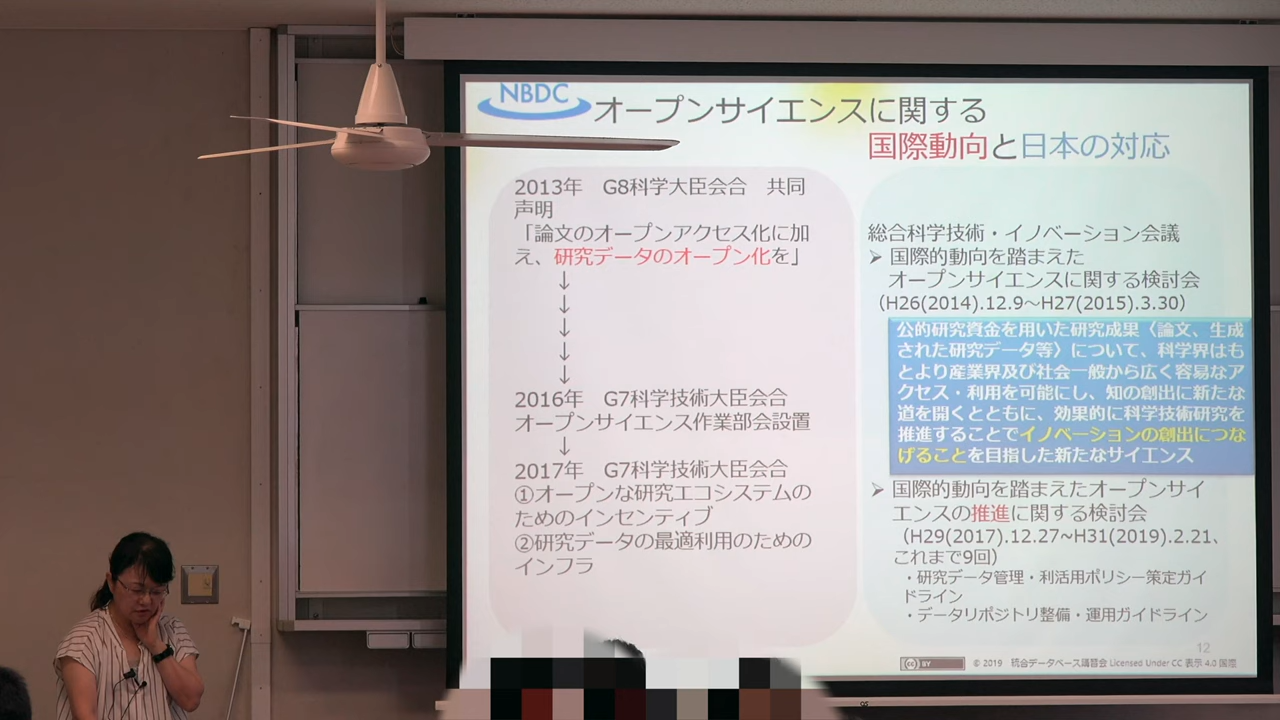 NBDC
オープンサイエンスに関する
国際動向と日本の対応
2013年 G8科学大臣会合 共同
声明
「論文のオープンアクセス化に加
え、研究データのオープン化を」
↓
↓
↓
↓
↓
2016年 G7科学技術大臣会合
オープンサイエンス作業部会設置
↓
2017年 G7科学技術大臣会合
①オープンな研究エコシステムの
ためのインセンティブ
②研究データの最適利用のための
インフラ
総合科学技術・イノベーション会議
➢ 国際的動向を踏まえた
オープンサイエンスに関する検討会
（H26(2014).12.9～H27(2015).3.30）
公的研究資金を用いた研究成果（論文、生成
された研究データ等）について、科学界はも
とより産業界及び社会一般から広く容易なア
クセス・利用を可能にし、知の創出に新たな
道を開くとともに、効果的に科学技術研究を
推進することでイノベーションの創出につな
げることを目指した新たなサイエンス
➢ 国際的動向を踏まえたオープンサイ
エンスの推進に関する検討会
（H29(2017).12.27~H31(2019).2.21、
これまで9回）
・研究データ管理・利活用ポリシー策定ガイ
ドライン
・データリポジトリ整備・運用ガイドライン
12
cc BY
© 2019 統合データベース講習会 Licensed Under CC 表示 4.0 国際